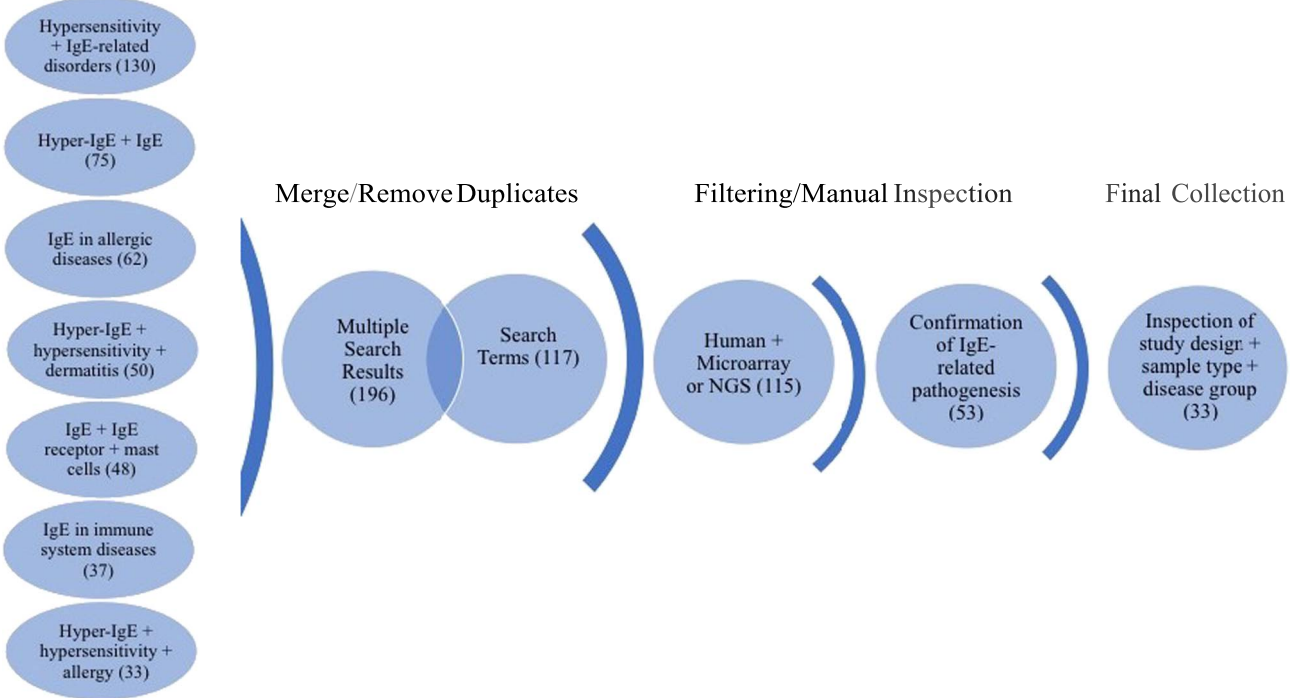 Hypersensitivity
+ IgE-related
disorders (130)
Hyper-IgE + IgE
(75)
IgE in allergic
diseases (62)
Hyper-IgE +
hypersensitivity +
dermatitis (50)
IgE + IgE
receptor + mast
cells (48)
IgE in immune
system diseases
(37)
Hyper-IgE +
hypersensitivity +
allergy (33)
Merge/Remove Duplicates
Multiple
Search
Results
(196)
Search
Terms (117)
Filtering/Manual Inspection
Human +
Microarray
or NGS (115)
Confirmation
of IgE-
related
pathogenesis
(53)
Final Collection
Inspection of
study design +
sample type +
disease group
(33)